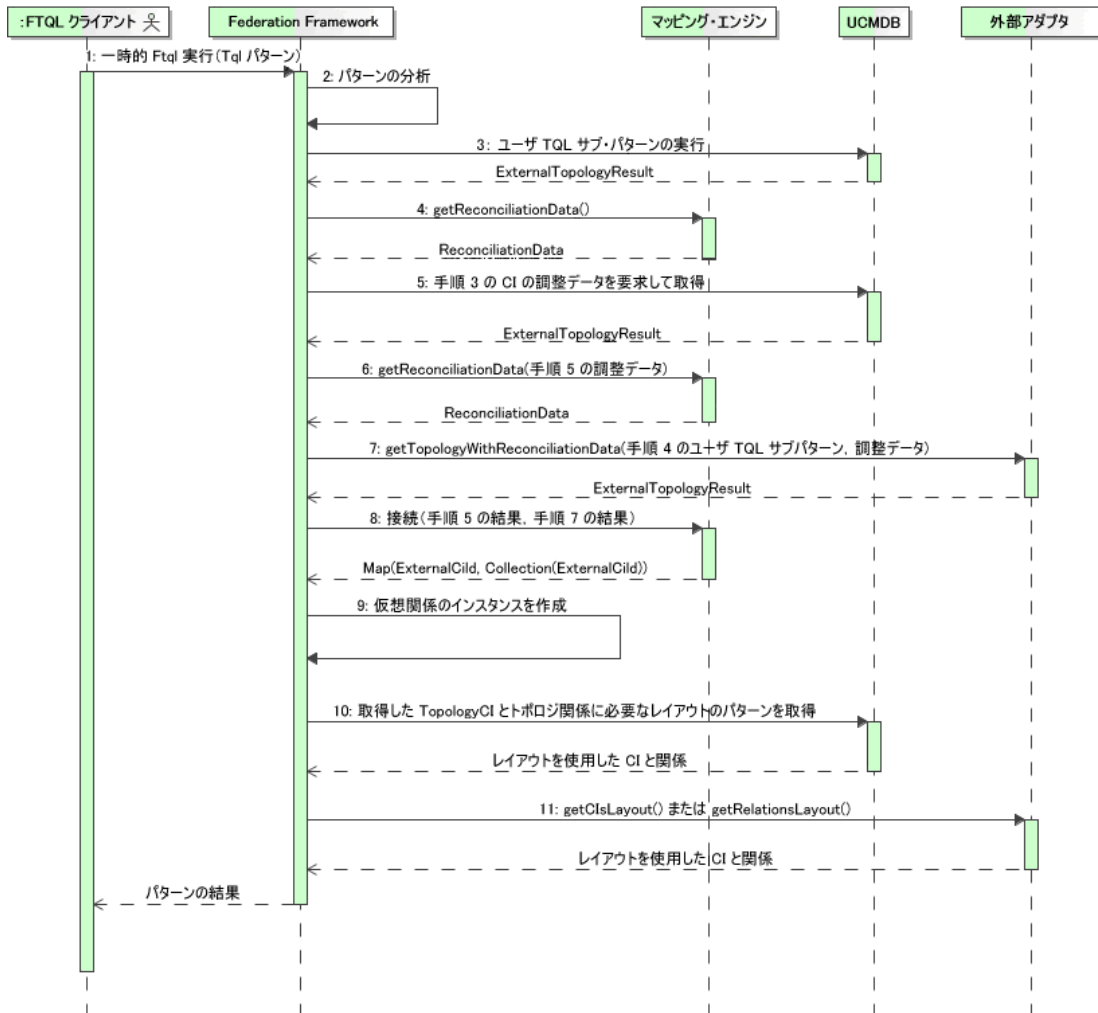 :FTQL クライアント
Federation Framework
マッピング・エンジン
UCMDB
外部アダプタ
1: 一時的 Ftql 実行(Tql パターン)
2: パターンの分析
3: ユーザ TQL サブ・パターンの実行
ExternalTopologyResult
4: getReconciliationData()
ReconciliationData
5: 手順 3 の CI の調整データを要求して取得
ExternalTopologyResult
6: getReconciliationData(手順 5 の調整データ)
ReconciliationData
7: getTopologyWithReconciliationData(手順 4 のユーザ TQL サブパターン, 調整データ)
ExternalTopologyResult
8: 接続(手順 5 の結果, 手順 7 の結果)
Map(ExternalCiId, Collection(ExternalCiId))
9: 仮想関係のインスタンスを作成
10: 取得した TopologyCI とトポロジ関係に必要なレイアウトのパターンを取得
レイアウトを使用した CI と関係
11: getCIsLayout() または getRelationsLayout()
レイアウトを使用した CI と関係
パターンの結果